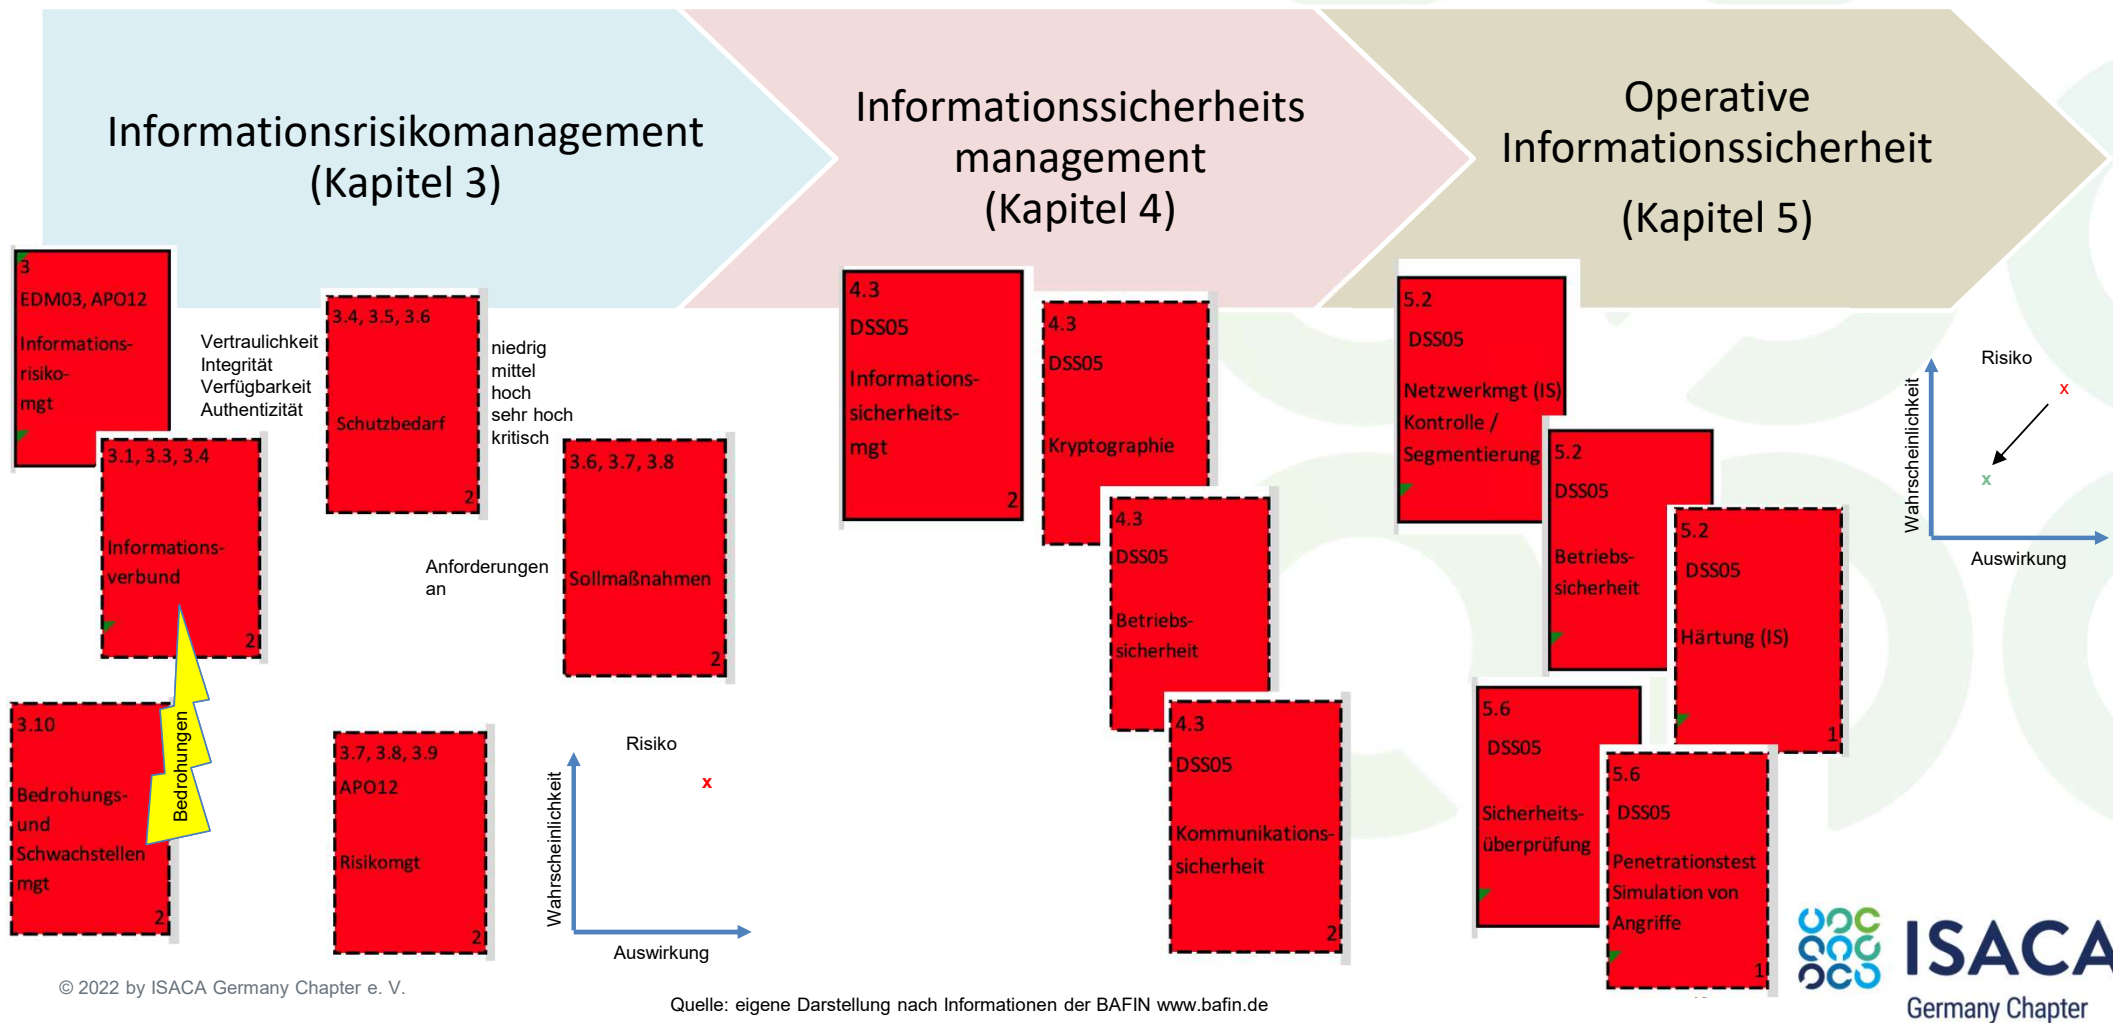 Informationsrisikomanagement
(Kapitel 3)
Informationssicherheits
management
(Kapitel 4)
Operative
Informationssicherheit
(Kapitel 5)
3
EDM03, APO12
Informations-
risiko-
mgt
Vertraulichkeit
Integrität
Verfügbarkeit
Authentizität
3.4, 3.5, 3.6
Schutzbedarf
2
niedrig
mittel
hoch
sehr hoch
kritisch
3.1, 3.3, 3.4
Informations-
verbund
2
Anforderungen
an
3.6, 3.7, 3.8
Sollmaßnahmen
2
3.10
Bedrohungs-
und
Schwachstellen
mgt
2
Bedrohungen
3.7, 3.8, 3.9
APO12
Risikomgt
2
Risiko
x
Wahrscheinlichkeit
Auswirkung
4.3
DSS05
Informations-
sicherheits-
mgt
2
4.3
DSS05
Kryptographie
4.3
DSS05
Betriebs-
sicherheit
4.3
DSS05
Kommunikations-
sicherheit
2
5.2
DSS05
Netzwerkmgt (IS)
Kontrolle /
Segmentierung
5.2
DSS05
Betriebs-
sicherheit
5.2
DSS05
Härtung (IS)
1
5.6
DSS05
Sicherheits-
überprüfung
5.6
DSS05
Penetrationstest
Simulation von
Angriffe
1
Risiko
x
x
Wahrscheinlichkeit
Auswirkung
© 2022 by ISACA Germany Chapter e. V.
Quelle: eigene Darstellung nach Informationen der BAFIN www.bafin.de
ISACA
Germany Chapter